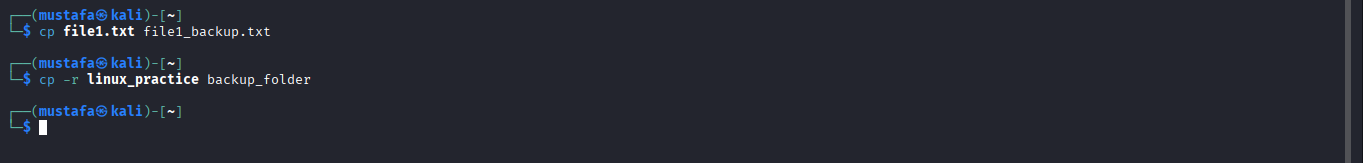 ┌──(mustafa㉿kali)-[~]
└─$ cp file1.txt file1_backup.txt
┌──(mustafa㉿kali)-[~]
└─$ cp -r linux_practice backup_folder
┌──(mustafa㉿kali)-[~]
└─$